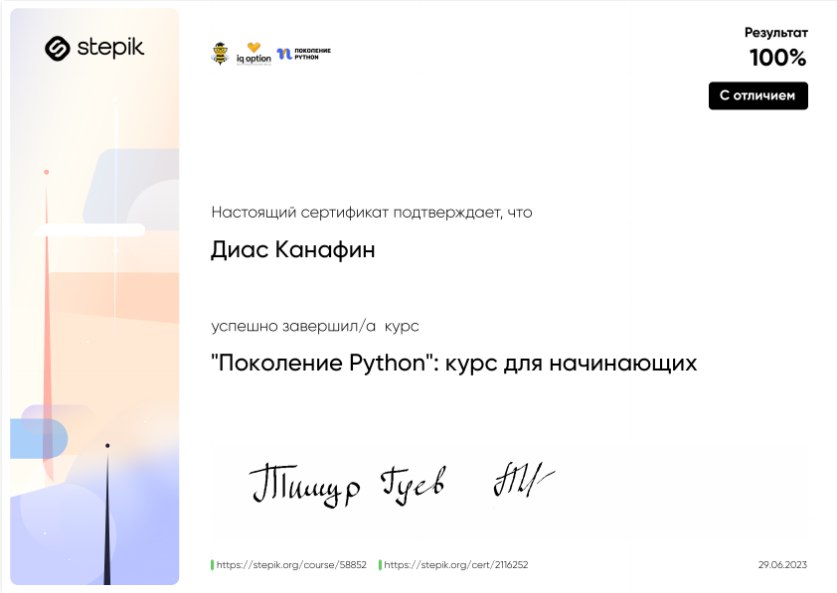 stepik
iq option
ПОКОЛЕНИЕ
PYTHON
Результат
100%
С отличием
Настоящий сертификат подтверждает, что
Диас Канафин
успешно завершил/а курс
"Поколение Python": курс для начинающих
Тимур Гуев
https://stepik.org/course/58852 https://stepik.org/cert/2116252
29.06.2023